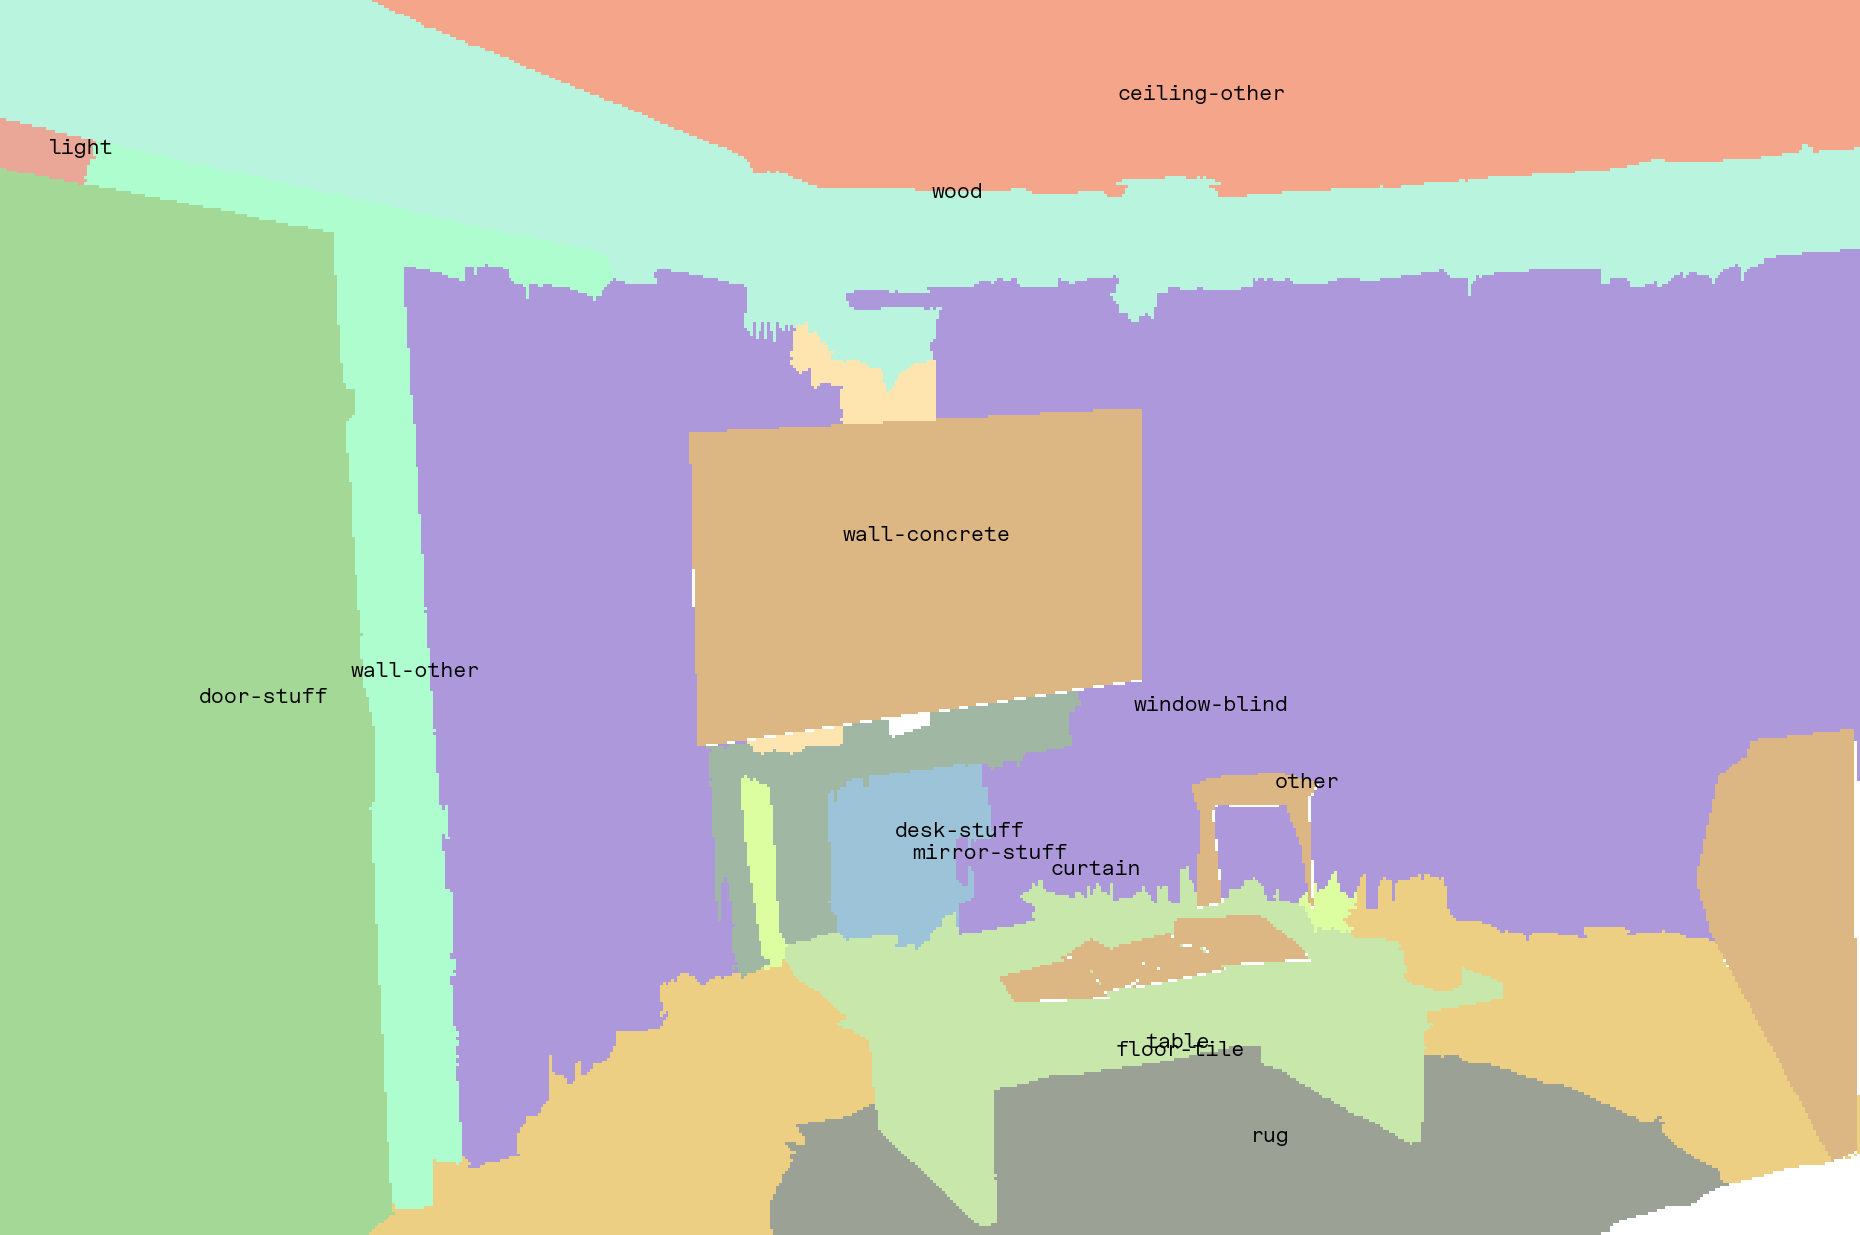 ceiling-other
light
wood
wall-concrete
wall-other
door-stuff
window-blind
other
desk-stuff
mirror-stuff
curtain
table
floor-tile
rug